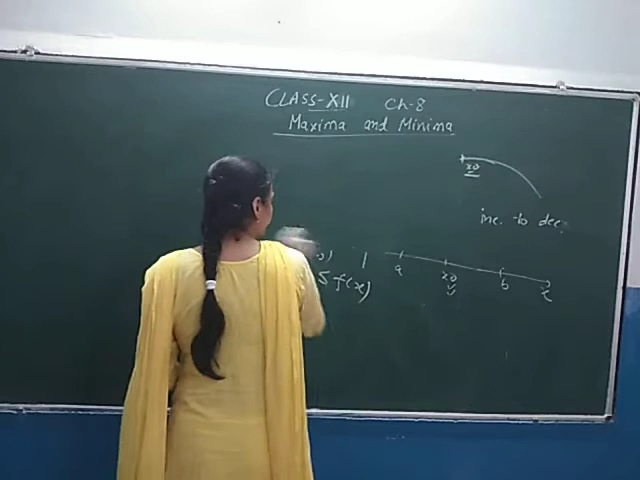 CLASS-XII Ch-8
Maxima and Minima
x0
inc. to dec.
a x0 b x
f(x)